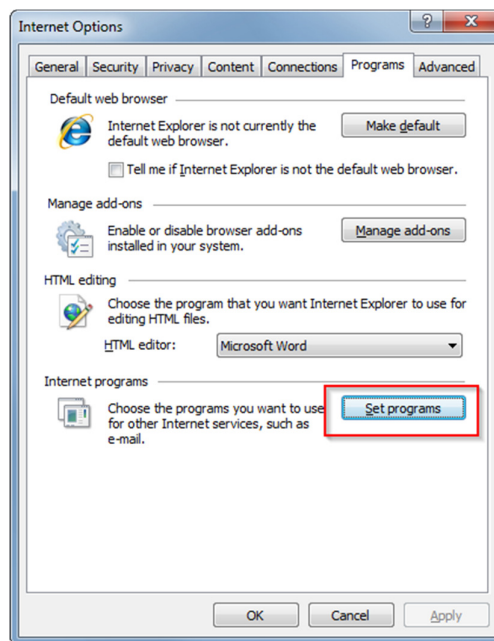 Internet Options
General Security Privacy Content Connections Programs Advanced
Default web browser
Internet Explorer is not currently the
default web browser.
Make default
Tell me if Internet Explorer is not the default web browser.
Manage add-ons
Enable or disable browser add-ons
installed in your system.
Manage add-ons
HTML editing
Choose the program that you want Internet Explorer to use for
editing HTML files.
HTML editor: Microsoft Word
Internet programs
Choose the programs you want to use
for other Internet services, such as
e-mail.
Set programs
OK Cancel Apply